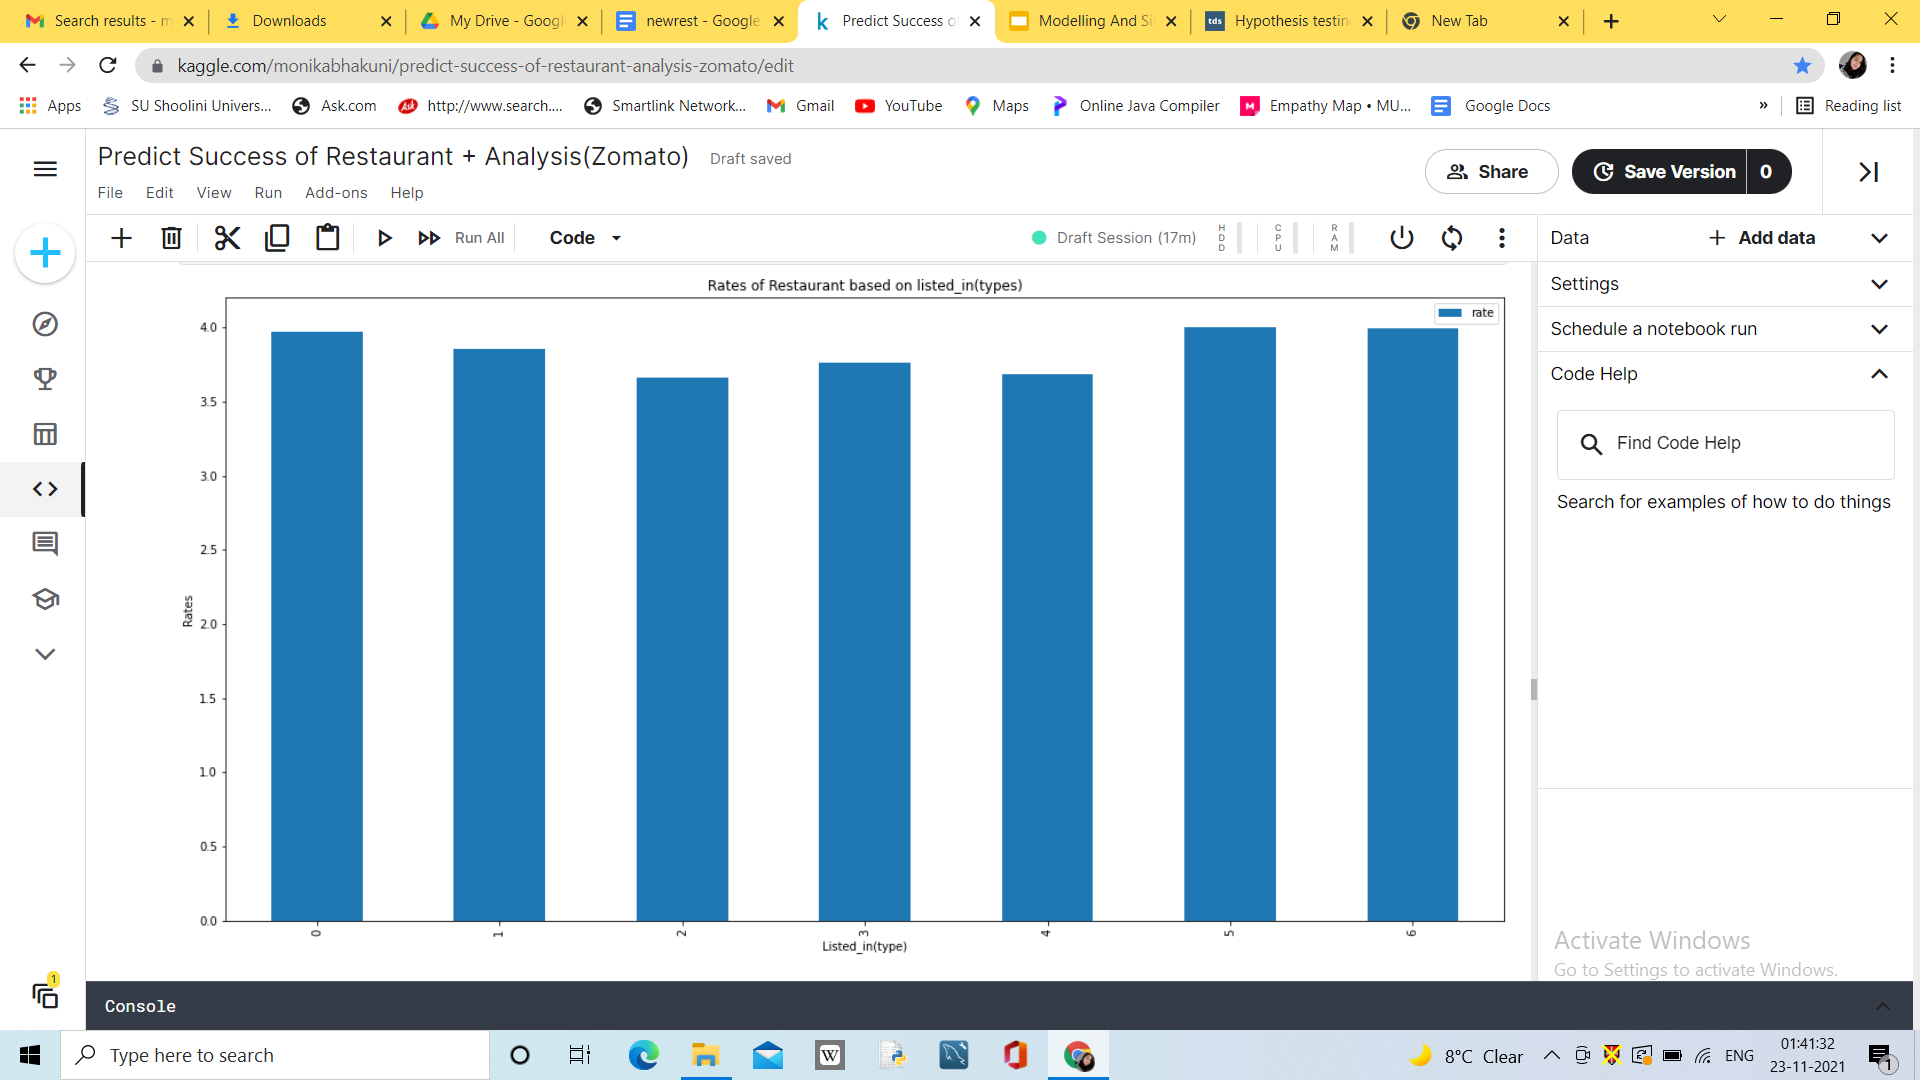 Search results - m
Downloads
My Drive - Googl
newrest - Google
Predict Success o
Modelling And Si
Hypothesis testin
New Tab
kaggle.com/monikabhakuni/predict-success-of-restaurant-analysis-zomato/edit
Apps
SU Shoolini Univers...
Ask.com
http://www.search....
Smartlink Network...
Gmail
YouTube
Maps
Online Java Compiler
Empathy Map • MU...
Google Docs
»
Reading list
Predict Success of Restaurant + Analysis(Zomato)
Draft saved
File
Edit
View
Run
Add-ons
Help
Share
Save Version
0
Run All
Code
Draft Session (17m)
HDD
CPU
RAM
Data
+ Add data
Settings
Schedule a notebook run
Code Help
Find Code Help
Search for examples of how to do things
Rates of Restaurant based on listed_in(types)
rate
4.0
3.5
3.0
2.5
2.0
1.5
1.0
0.5
0.0
Rates
0
1
2
3
4
5
6
Listed_in(type)
Activate Windows
Go to Settings to activate Windows.
1
Console
Type here to search
8°C Clear
ENG
01:41:32
23-11-2021
1